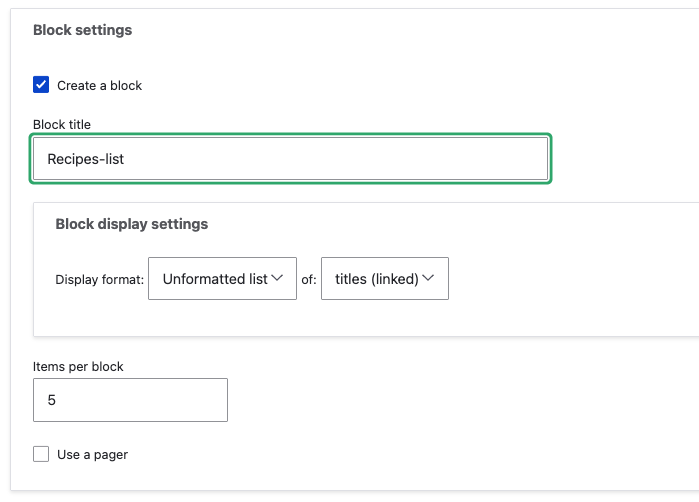 Block settings
Create a block
Block title
Recipes-list
Block display settings
Display format: Unformatted list of: titles (linked)
Items per block
5
Use a pager